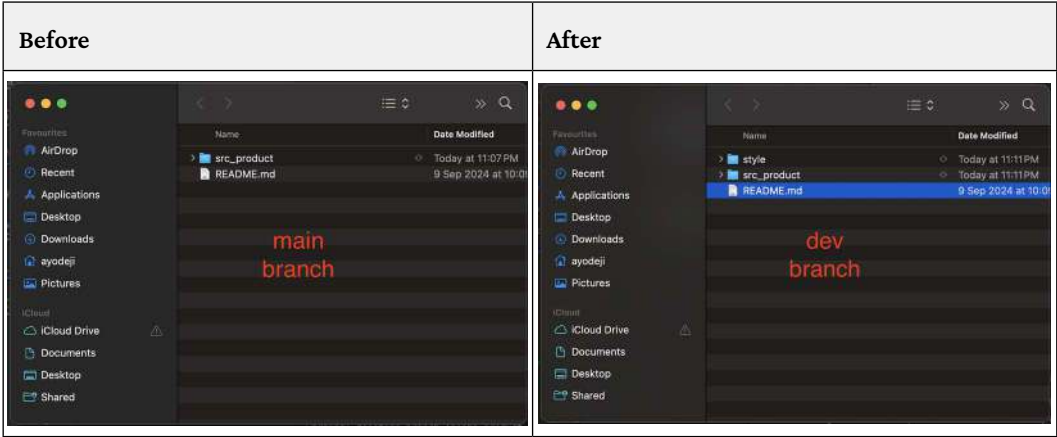 Before
After
Name
Date Modified
Favourites
AirDrop
Recent
Applications
Desktop
Downloads
ayodeji
Pictures
iCloud
iCloud Drive
Documents
Desktop
Shared
src_product
Today at 11:07 PM
README.md
9 Sep 2024 at 10:0
main
branch
Name
Date Modified
Favourites
AirDrop
Recent
Applications
Desktop
Downloads
ayodeji
Pictures
iCloud
iCloud Drive
Documents
Desktop
Shared
style
Today at 11:11 PM
src_product
Today at 11:11 PM
README.md
9 Sep 2024 at 10:0
dev
branch